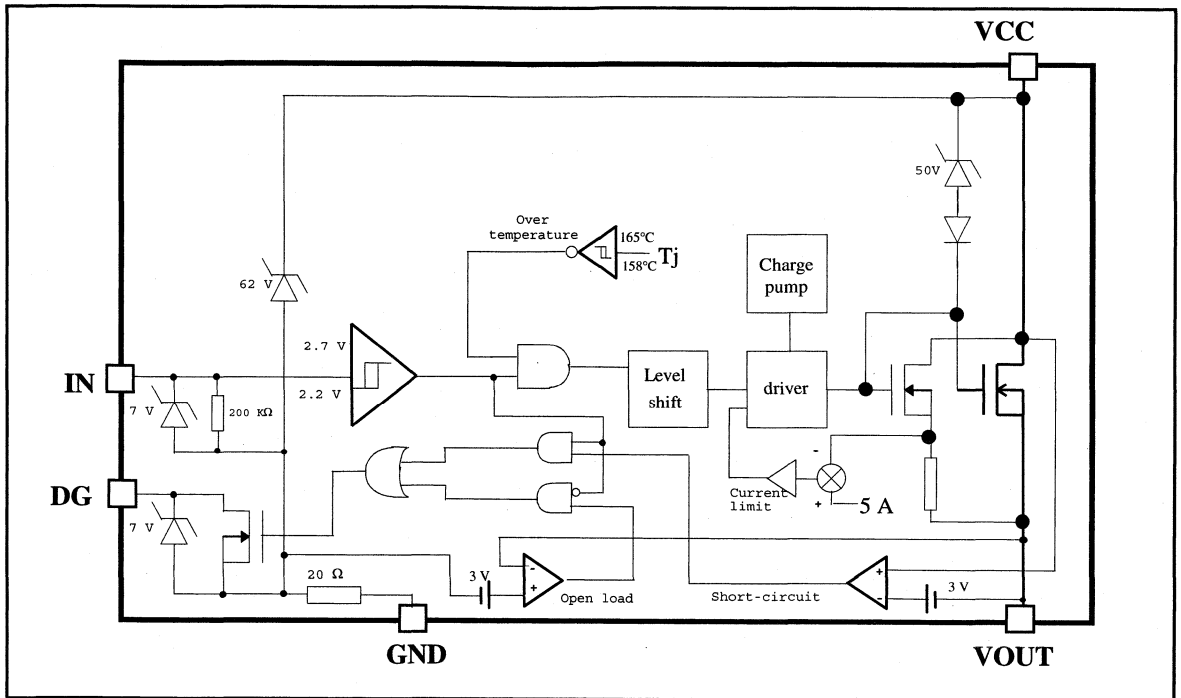 VCC
50V
Over
temperature
165°C
158°C
Tj
Charge
pump
62 V
2.7 V
2.2 V
IN
7 V
200 KΩ
Level
shift
driver
DG
7 V
-
Current
limit
+
5 A
20 Ω
3 V
-
+
Open load
Short-circuit
+
-
3 V
GND
VOUT